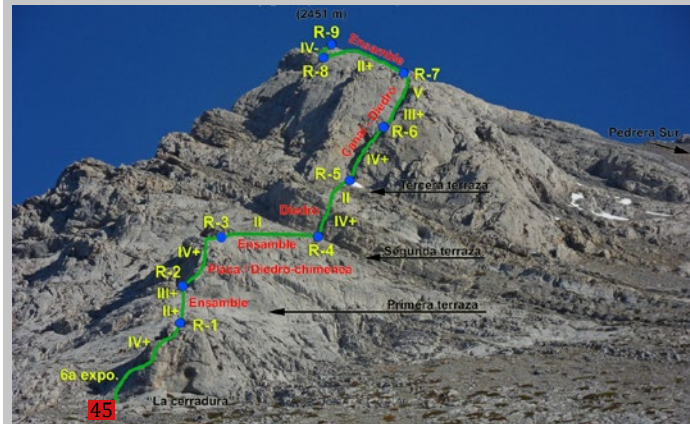 (2451 m)
R-9
Ensamble
IV-
R-8
II+
R-7
V
Canal - Diedro
III+
R-6
Pedrera Sur
IV+
R-5
Tercera terraza
II
Diedro
IV+
R-3
II
R-4
Ensamble
IV+
Segunda terraza
Placa / Diedro-chimenea
R-2
III+
Ensamble
II+
Primera terraza
R-1
IV+
6a expo.
"La cerradura"
45